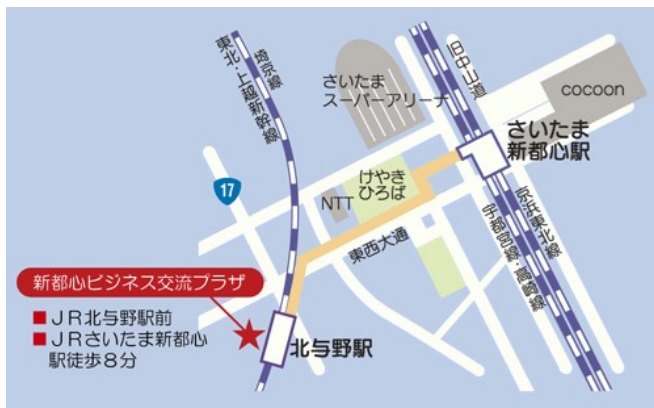 埼京線
東北・上越新幹線
さいたま
スーパーアリーナ
旧中山道
cocoon
さいたま
新都心駅
けやき
ひろば
NTT
17
東西大通
京浜東北線
宇都宮線・高崎線
新都心ビジネス交流プラザ
■ＪＲ北与野駅前
■ＪＲさいたま新都心
駅徒歩８分
北与野駅